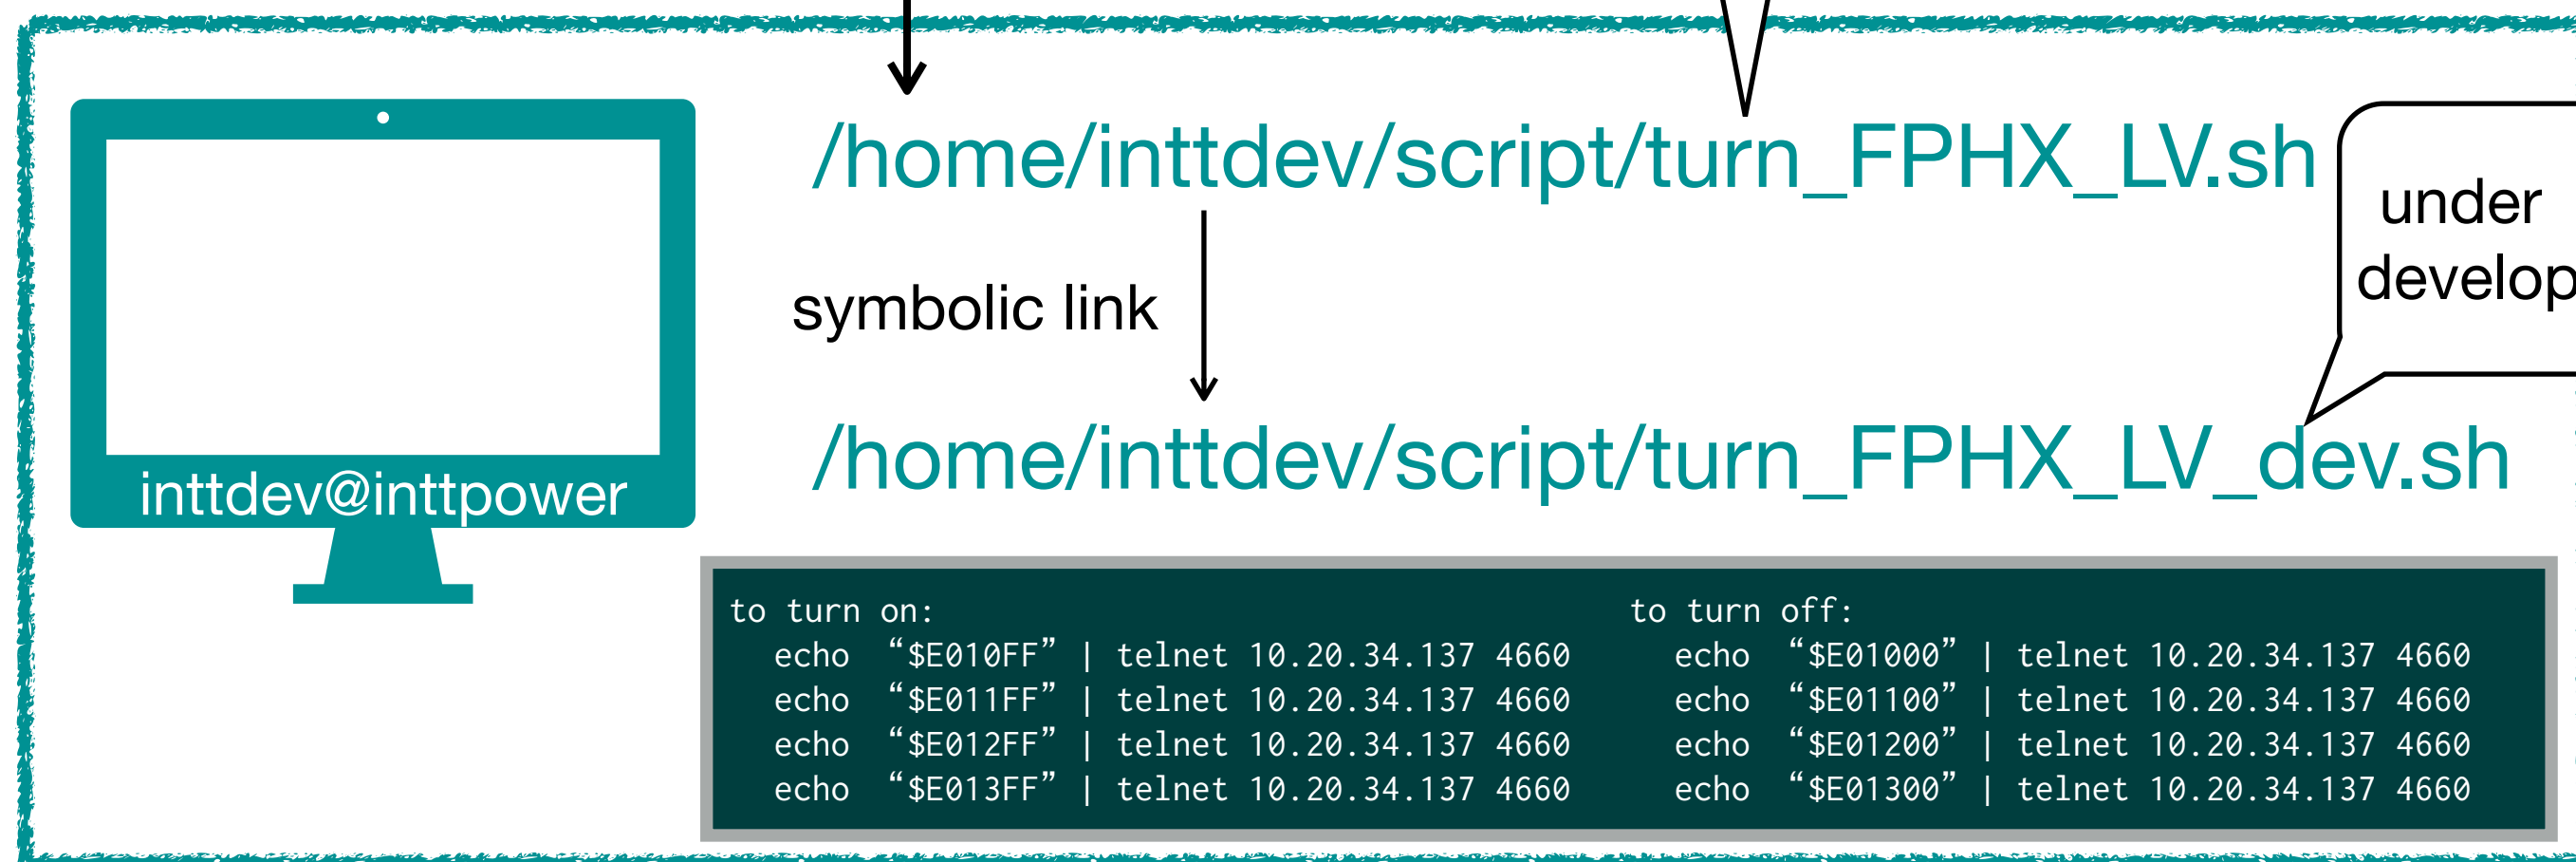 /home/inttdev/script/turn_FPHX_LV.sh
under
develop
symbolic link
/home/inttdev/script/turn_FPHX_LV_dev.sh
inttdev@inttpower
to turn on:
echo “$E010FF” | telnet 10.20.34.137 4660
echo “$E011FF” | telnet 10.20.34.137 4660
echo “$E012FF” | telnet 10.20.34.137 4660
echo “$E013FF” | telnet 10.20.34.137 4660
to turn off:
echo “$E01000” | telnet 10.20.34.137 4660
echo “$E01100” | telnet 10.20.34.137 4660
echo “$E01200” | telnet 10.20.34.137 4660
echo “$E01300” | telnet 10.20.34.137 4660